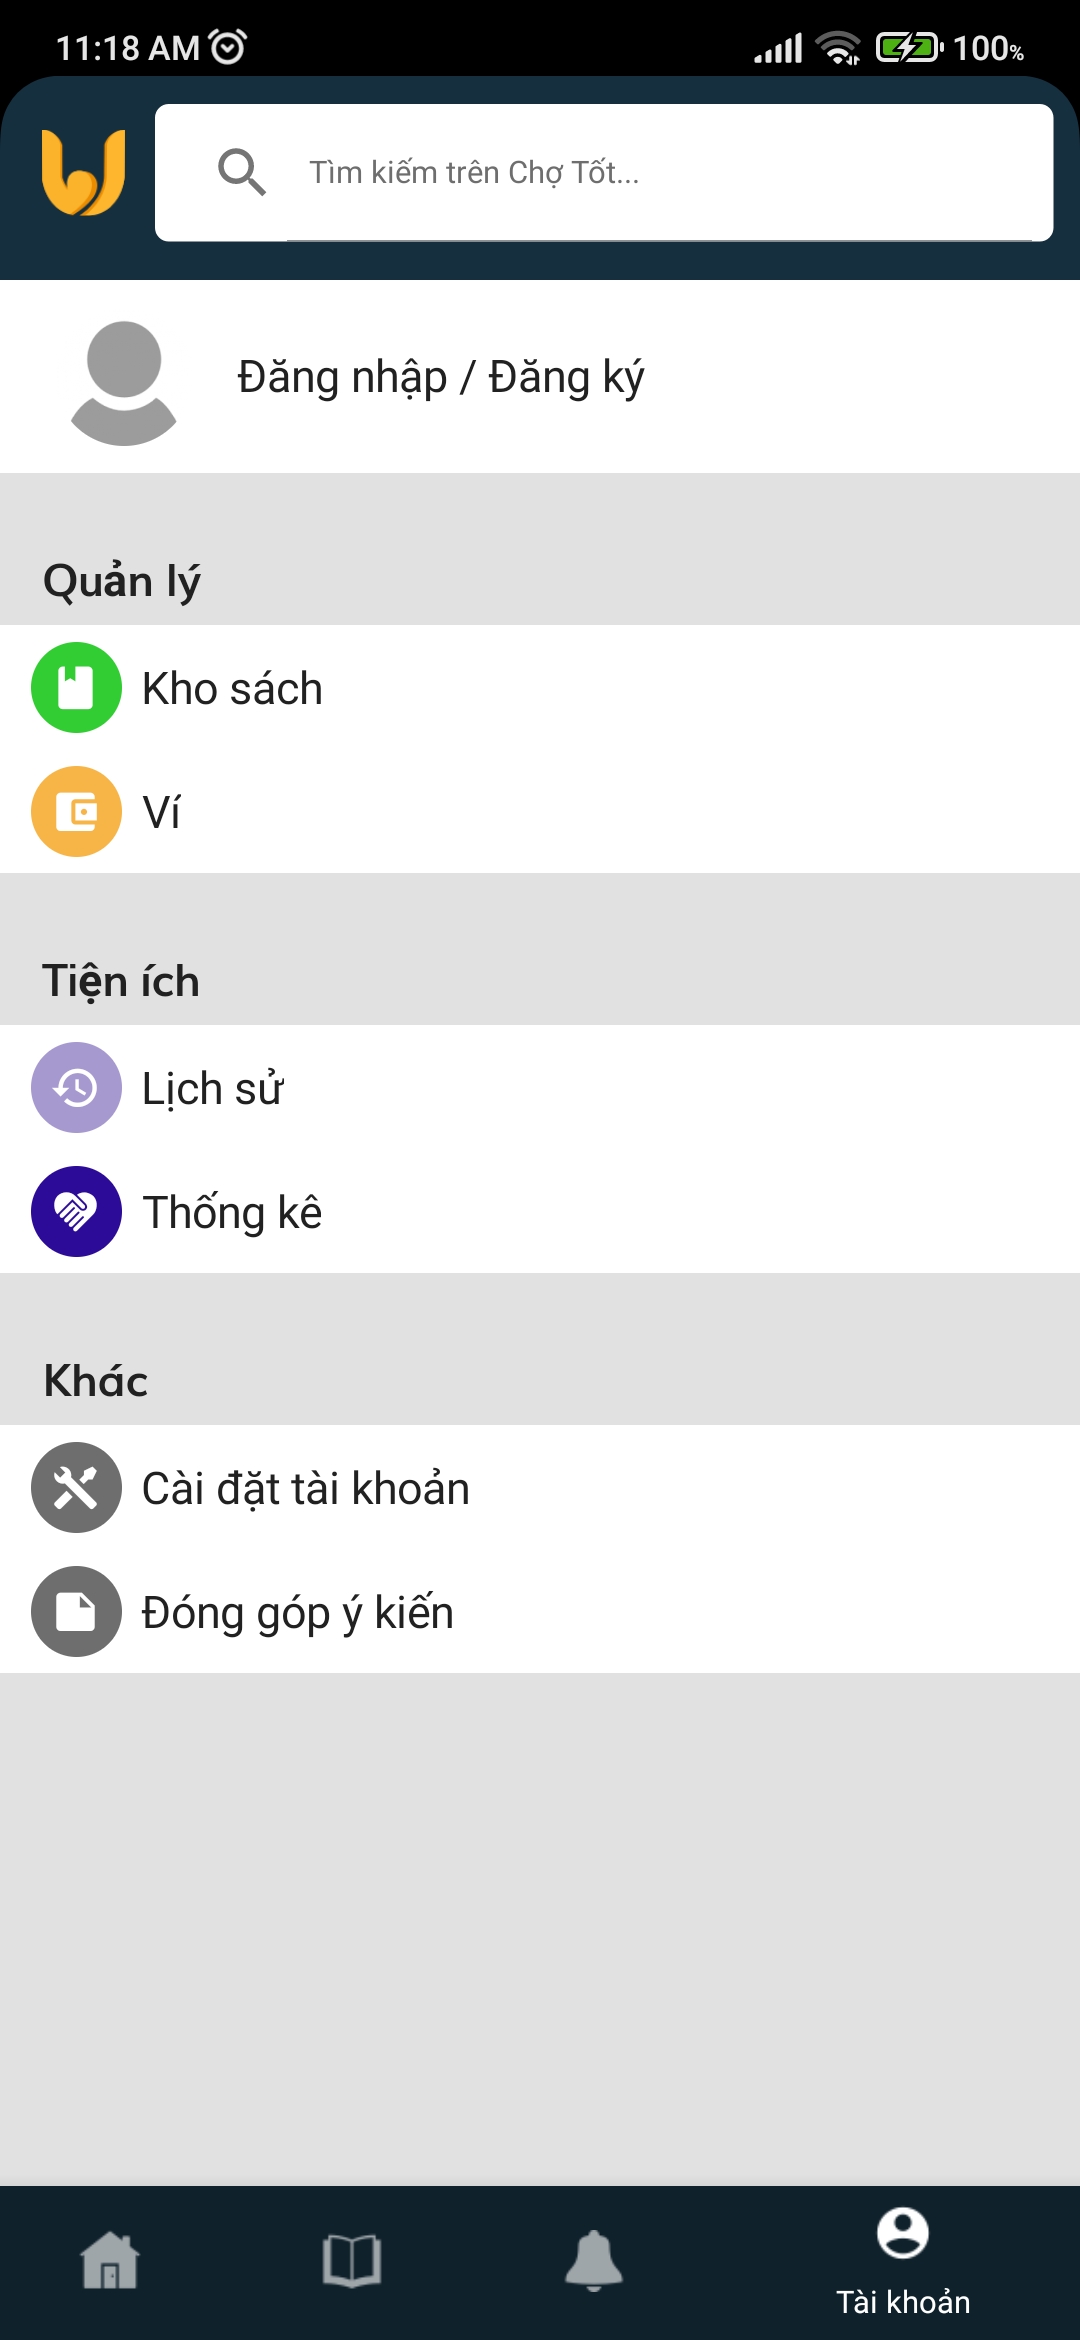 11:18 AM
100%
Tìm kiếm trên Chợ Tốt...
Đăng nhập / Đăng ký
Quản lý
Kho sách
Ví
Tiện ích
Lịch sử
Thống kê
Khác
Cài đặt tài khoản
Đóng góp ý kiến
Tài khoản